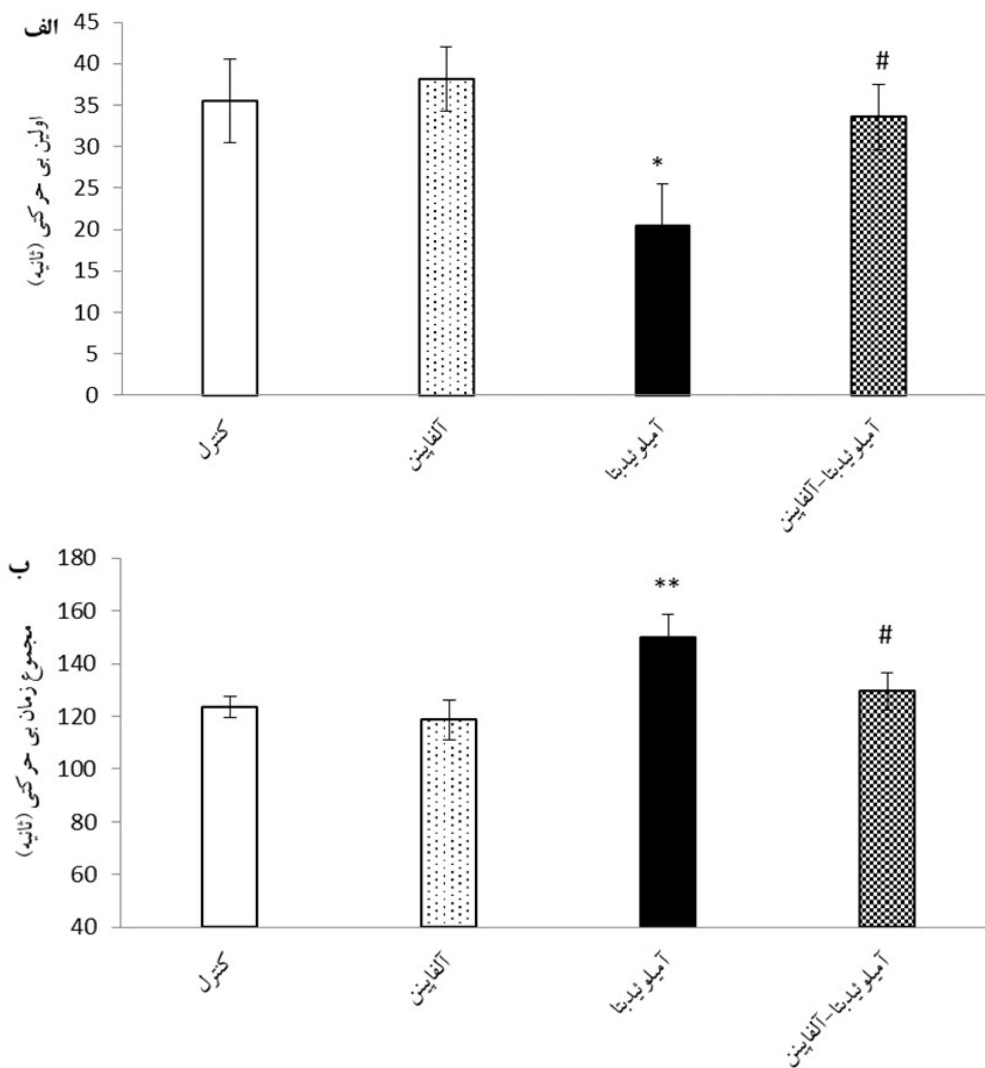 الف
اولین بی حرکتی (ثانیه)
45
40
35
30
25
20
15
10
5
0
*
#
کنترل
آلفاپینن
آمیلوئیدبتا
آمیلوئیدبتا-آلفاپینن
ب
مجموع زمان بی حرکتی (ثانیه)
180
160
140
120
100
80
60
40
**
#
کنترل
آلفاپینن
آمیلوئیدبتا
آمیلوئیدبتا-آلفاپینن